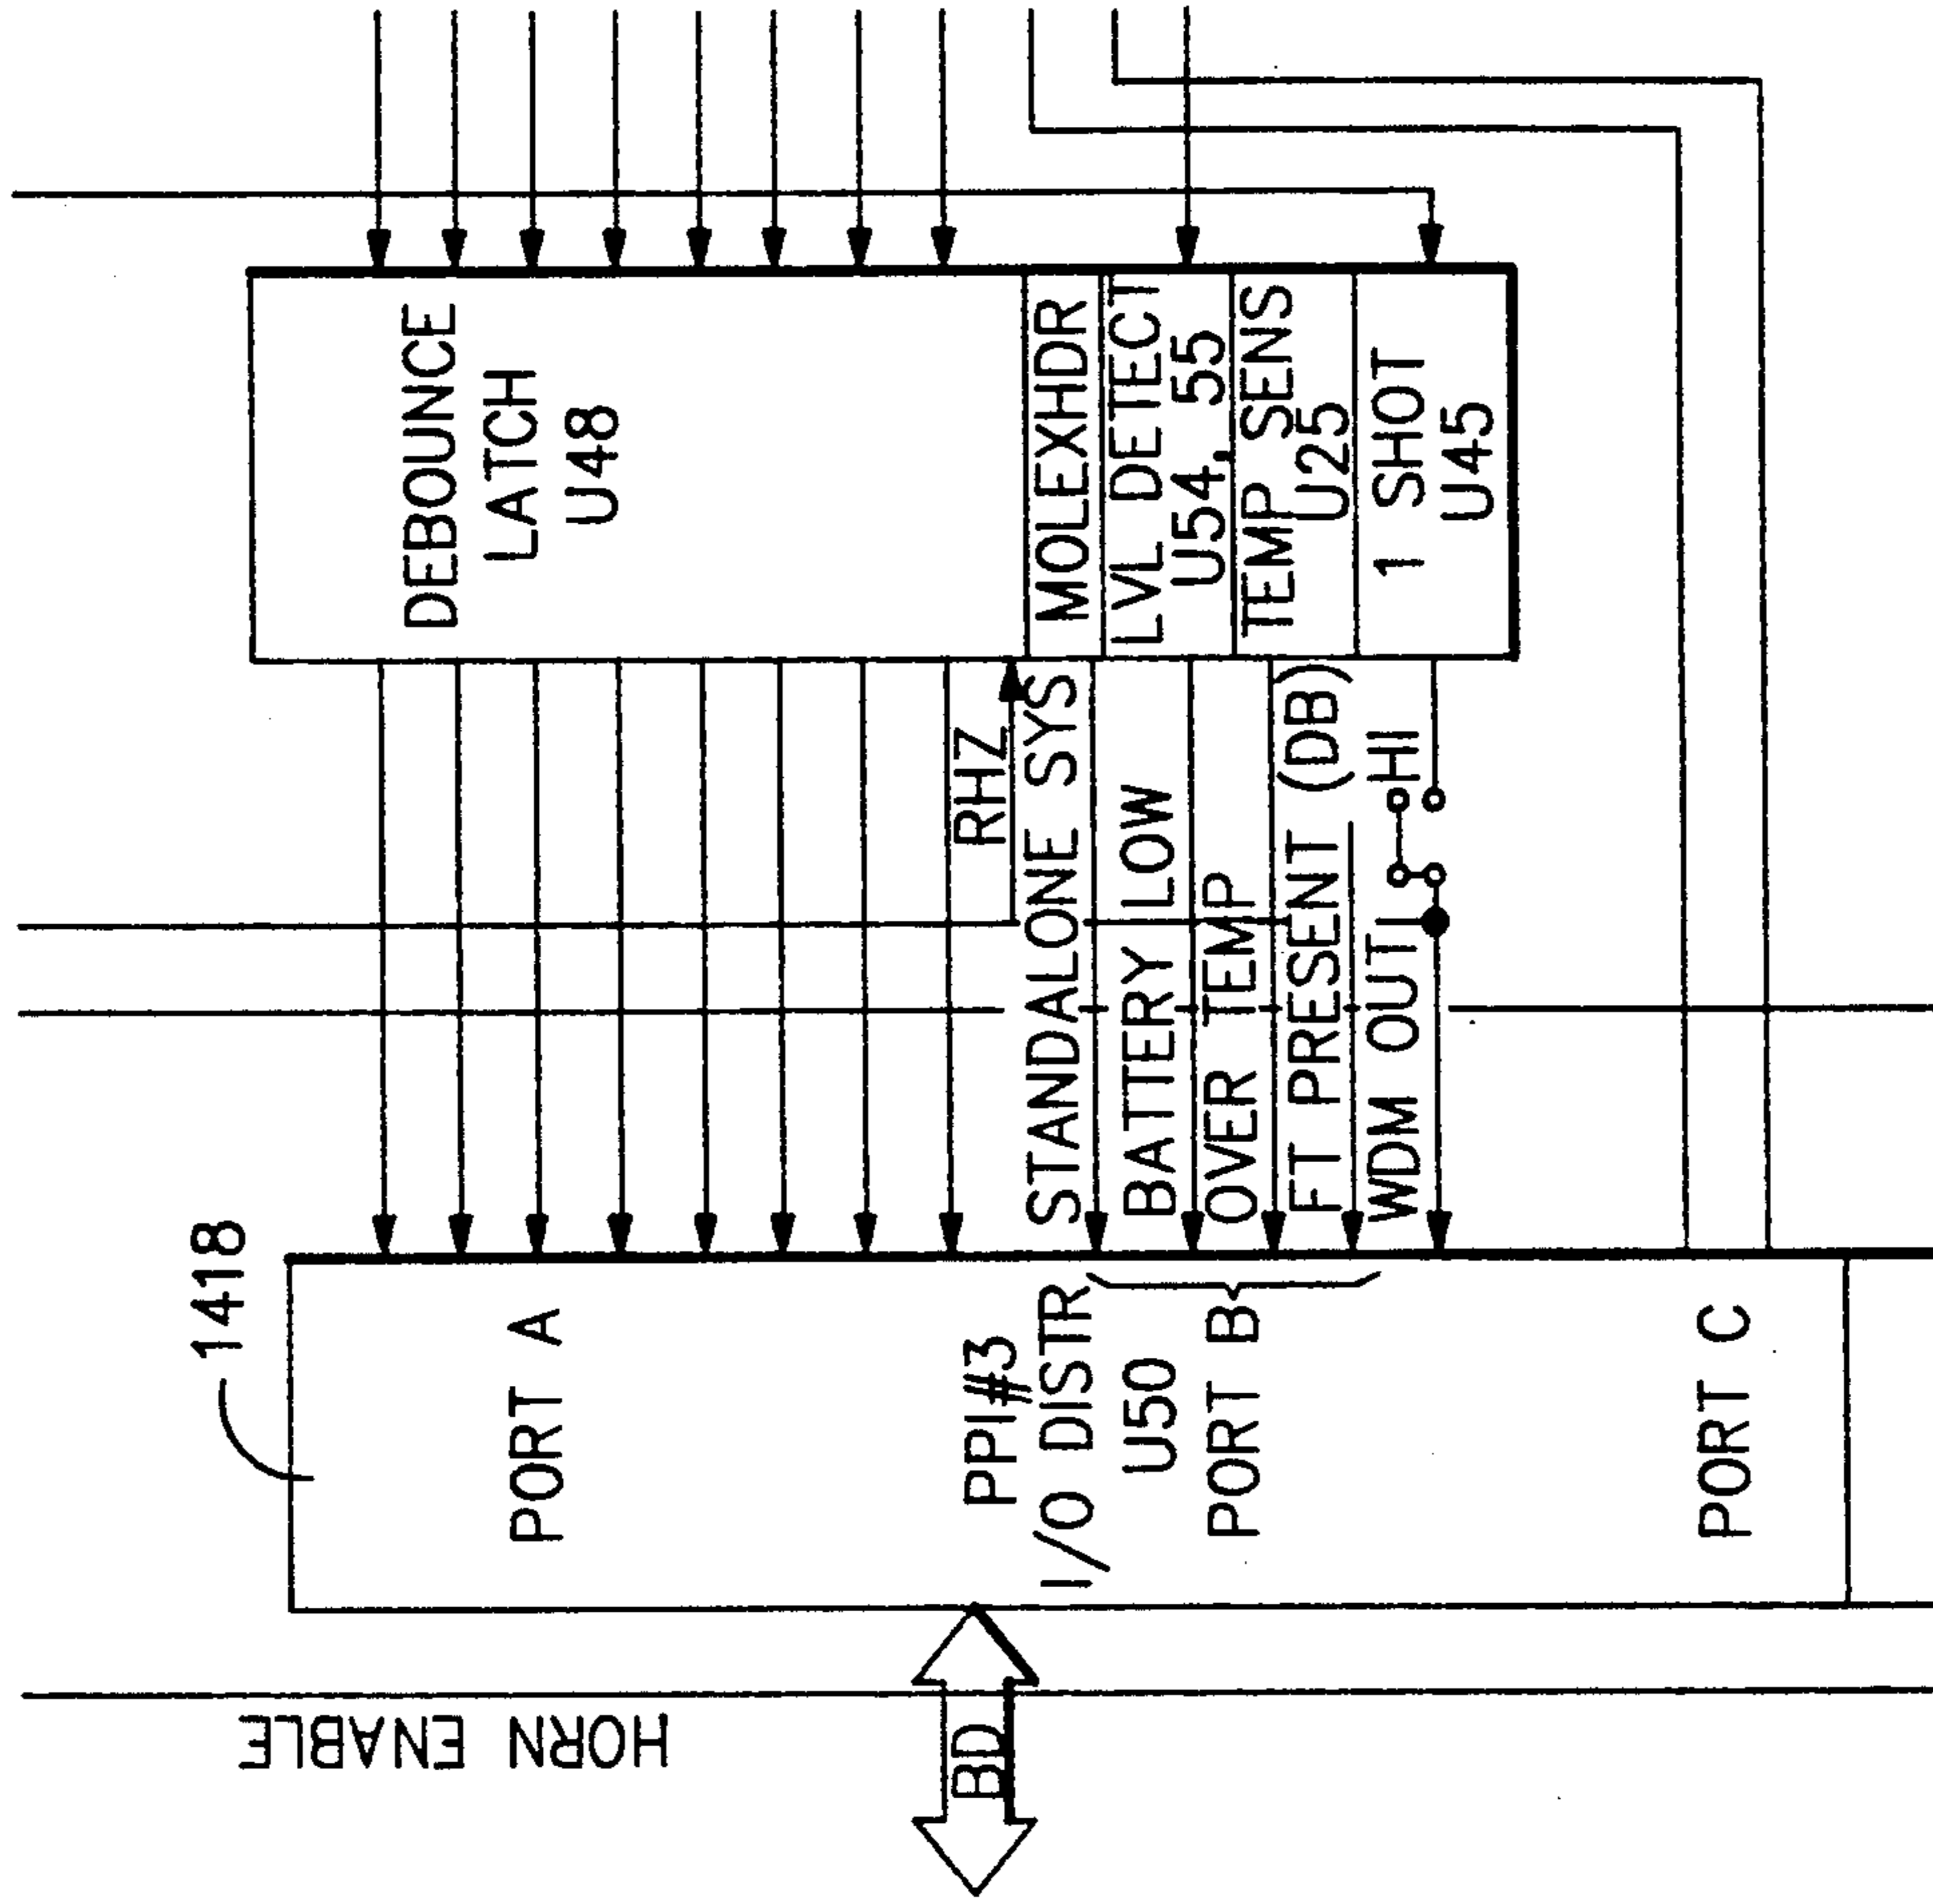 1418
PORT A
PPI#3
I/O DISTR
U50
PORT B
PORT C
BD
HORN ENABLE
RHZ
STANDALONE SYS
BATTERY LOW
OVER TEMP
FT PRESENT (DB)
WDM OUT
HI
DEBOUNCE
LATCH
U48
MOLEXHDR
LVL DETECT
U54, 55
TEMP SENS
U25
1 SHOT
U45